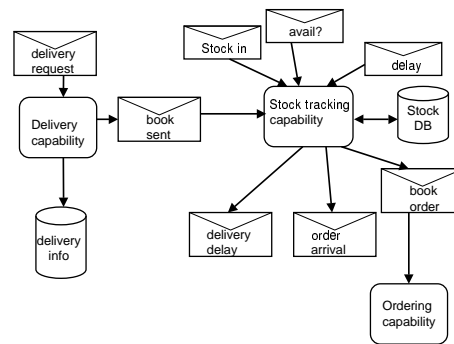 delivery
request
Stock in
avail?
delay
Delivery
capability
book
sent
Stock tracking
capability
Stock
DB
delivery
info
delivery
delay
order
arrival
book
order
Ordering
capability